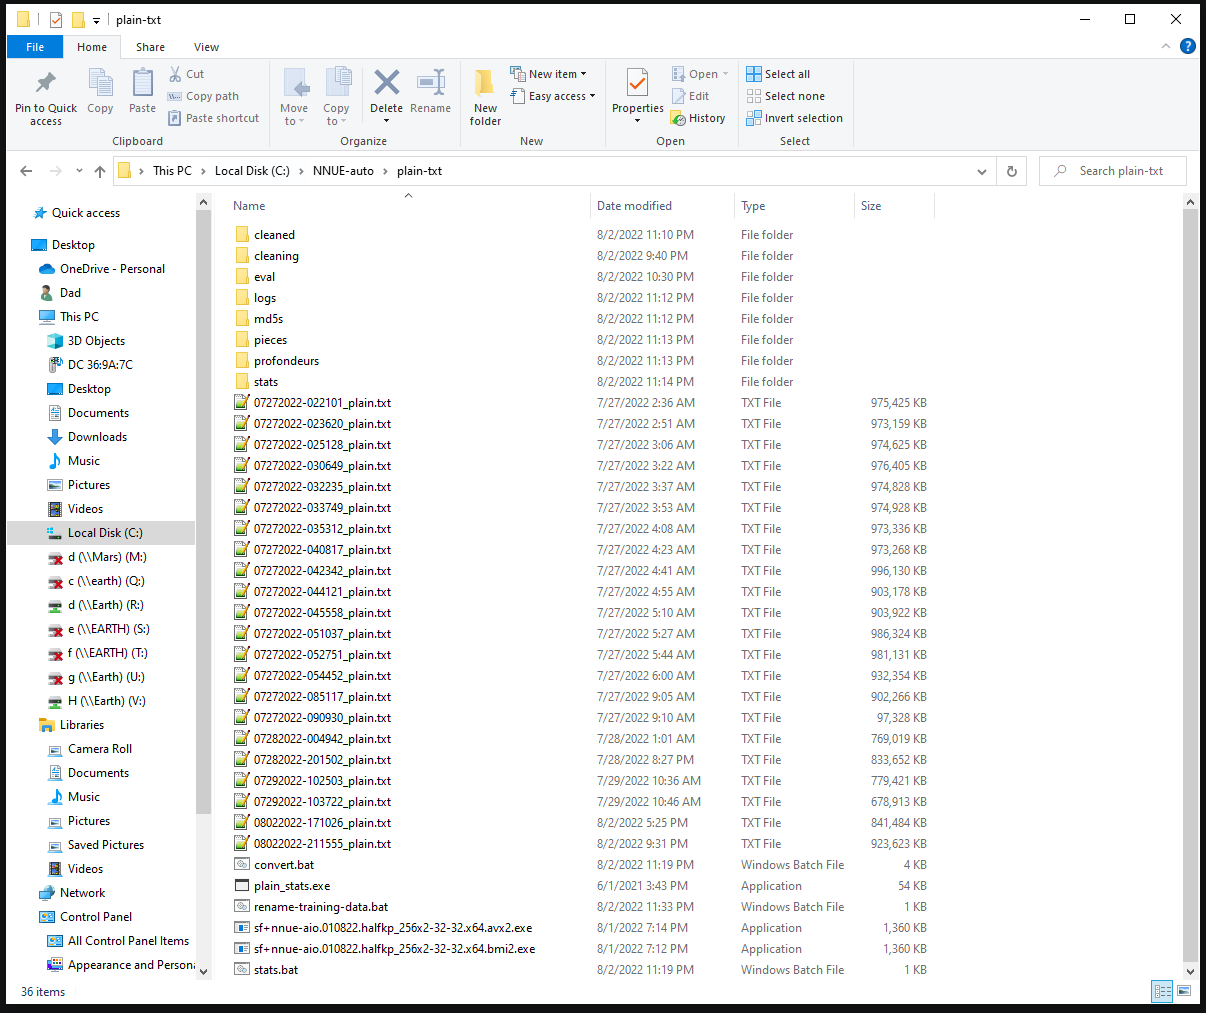 plain-txt
File Home Share View
Pin to Quick access
Copy
Paste
Cut
Copy path
Paste shortcut
Clipboard
Move to
Copy to
Delete
Rename
Organize
New folder
New item
Easy access
New
Properties
Open
Edit
History
Open
Select all
Select none
Invert selection
Select
This PC › Local Disk (C:) › NNUE-auto › plain-txt
Search plain-txt
Quick access
Desktop
OneDrive - Personal
Dad
This PC
3D Objects
DC 36:9A:7C
Desktop
Documents
Downloads
Music
Pictures
Videos
Local Disk (C:)
d (\\Mars) (M:)
c (\\earth) (Q:)
d (\\Earth) (R:)
e (\\EARTH) (S:)
f (\\EARTH) (T:)
g (\\Earth) (U:)
H (\\Earth) (V:)
Libraries
Camera Roll
Documents
Music
Pictures
Saved Pictures
Videos
Network
Control Panel
All Control Panel Items
Appearance and Persona
Name Date modified Type Size
cleaned 8/2/2022 11:10 PM File folder
cleaning 8/2/2022 9:40 PM File folder
eval 8/2/2022 10:30 PM File folder
logs 8/2/2022 11:12 PM File folder
md5s 8/2/2022 11:12 PM File folder
pieces 8/2/2022 11:13 PM File folder
profondeurs 8/2/2022 11:13 PM File folder
stats 8/2/2022 11:14 PM File folder
07272022-022101_plain.txt 7/27/2022 2:36 AM TXT File 975,425 KB
07272022-023620_plain.txt 7/27/2022 2:51 AM TXT File 973,159 KB
07272022-025128_plain.txt 7/27/2022 3:06 AM TXT File 974,625 KB
07272022-030649_plain.txt 7/27/2022 3:22 AM TXT File 976,405 KB
07272022-032235_plain.txt 7/27/2022 3:37 AM TXT File 974,828 KB
07272022-033749_plain.txt 7/27/2022 3:53 AM TXT File 974,928 KB
07272022-035312_plain.txt 7/27/2022 4:08 AM TXT File 973,336 KB
07272022-040817_plain.txt 7/27/2022 4:23 AM TXT File 973,268 KB
07272022-042342_plain.txt 7/27/2022 4:41 AM TXT File 996,130 KB
07272022-044121_plain.txt 7/27/2022 4:55 AM TXT File 903,178 KB
07272022-045558_plain.txt 7/27/2022 5:10 AM TXT File 903,922 KB
07272022-051037_plain.txt 7/27/2022 5:27 AM TXT File 986,324 KB
07272022-052751_plain.txt 7/27/2022 5:44 AM TXT File 981,131 KB
07272022-054452_plain.txt 7/27/2022 6:00 AM TXT File 932,354 KB
07272022-085117_plain.txt 7/27/2022 9:05 AM TXT File 902,266 KB
07272022-090930_plain.txt 7/27/2022 9:10 AM TXT File 97,328 KB
07282022-004942_plain.txt 7/28/2022 1:01 AM TXT File 769,019 KB
07282022-201502_plain.txt 7/28/2022 8:27 PM TXT File 833,652 KB
07292022-102503_plain.txt 7/29/2022 10:36 AM TXT File 779,421 KB
07292022-103722_plain.txt 7/29/2022 10:46 AM TXT File 678,913 KB
08022022-171026_plain.txt 8/2/2022 5:25 PM TXT File 841,484 KB
08022022-211555_plain.txt 8/2/2022 9:31 PM TXT File 923,623 KB
convert.bat 8/2/2022 11:19 PM Windows Batch File 4 KB
plain_stats.exe 6/1/2021 3:43 PM Application 54 KB
rename-training-data.bat 8/2/2022 11:33 PM Windows Batch File 1 KB
sf+nnue-aio.010822.halfkp_256x2-32-32.x64.avx2.exe 8/1/2022 7:14 PM Application 1,360 KB
sf+nnue-aio.010822.halfkp_256x2-32-32.x64.bmi2.exe 8/1/2022 7:12 PM Application 1,360 KB
stats.bat 8/2/2022 11:19 PM Windows Batch File 1 KB
36 items